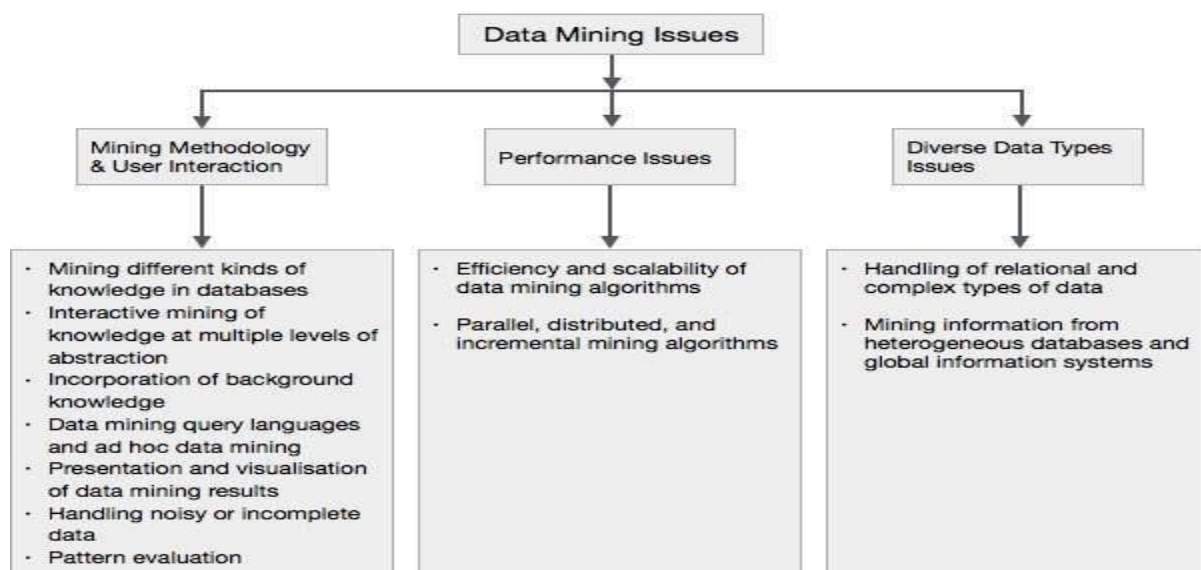 Data Mining Issues
Mining Methodology
& User Interaction
Performance Issues
Diverse Data Types
Issues
· Mining different kinds of
knowledge in databases
· Interactive mining of
knowledge at multiple levels of
abstraction
· Incorporation of background
knowledge
· Data mining query languages
and ad hoc data mining
· Presentation and visualisation
of data mining results
· Handling noisy or incomplete
data
· Pattern evaluation
· Efficiency and scalability of
data mining algorithms
· Parallel, distributed, and
incremental mining algorithms
· Handling of relational and
complex types of data
· Mining information from
heterogeneous databases and
global information systems